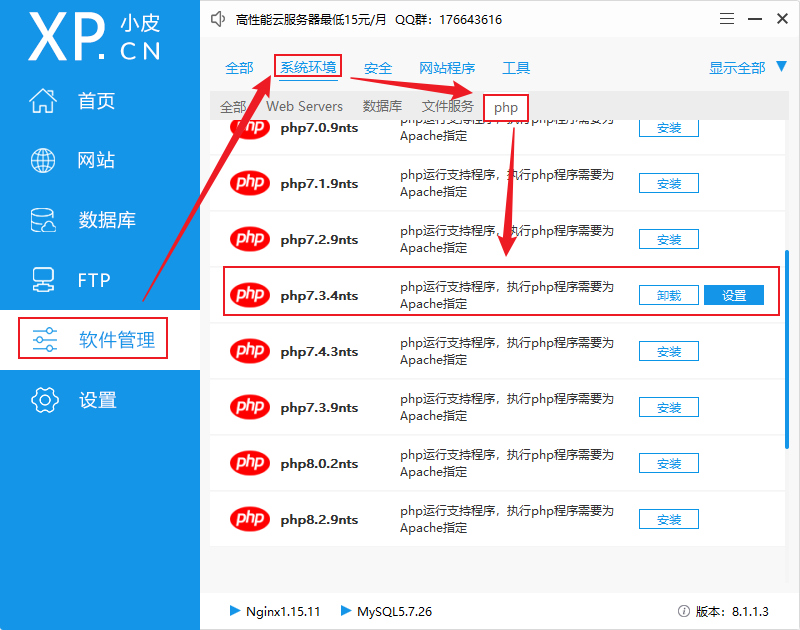 XP.CN 小皮
高性能云服务器最低15元/月 QQ群：176643616
首页
网站
数据库
FTP
软件管理
设置
全部 系统环境 安全 网站程序 工具 显示全部
全部 Web Servers 数据库 文件服务 php
php php7.0.9nts php运行支持程序，执行php程序需要为 安装
Apache指定
php php7.1.9nts php运行支持程序，执行php程序需要为 安装
Apache指定
php php7.2.9nts php运行支持程序，执行php程序需要为 安装
Apache指定
php php7.3.4nts php运行支持程序，执行php程序需要为 卸载 设置
Apache指定
php php7.4.3nts php运行支持程序，执行php程序需要为 安装
Apache指定
php php7.3.9nts php运行支持程序，执行php程序需要为 安装
Apache指定
php php8.0.2nts php运行支持程序，执行php程序需要为 安装
Apache指定
php php8.2.9nts php运行支持程序，执行php程序需要为 安装
Apache指定
Nginx1.15.11 MySQL5.7.26 版本：8.1.1.3